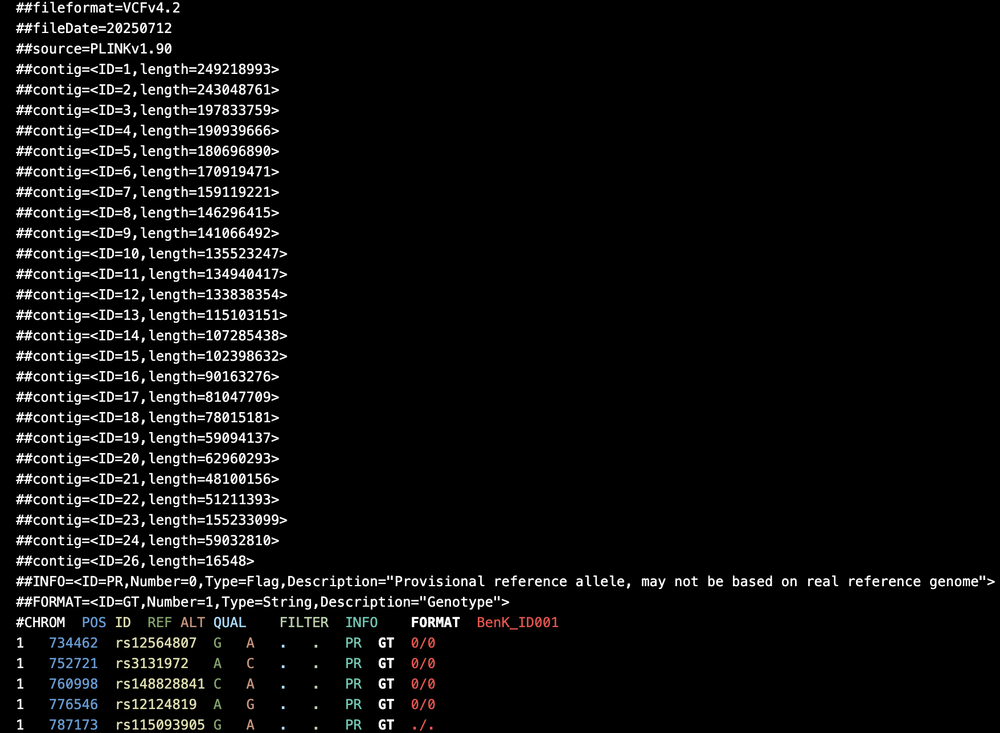 ##fileformat=VCFv4.2
##fileDate=20250712
##source=PLINKv1.90
##contig=<ID=1,length=249218993>
##contig=<ID=2,length=243048761>
##contig=<ID=3,length=197833759>
##contig=<ID=4,length=190939666>
##contig=<ID=5,length=180696890>
##contig=<ID=6,length=170919471>
##contig=<ID=7,length=159119221>
##contig=<ID=8,length=146296415>
##contig=<ID=9,length=141066492>
##contig=<ID=10,length=135523247>
##contig=<ID=11,length=134940417>
##contig=<ID=12,length=133838354>
##contig=<ID=13,length=115103151>
##contig=<ID=14,length=107285438>
##contig=<ID=15,length=102398632>
##contig=<ID=16,length=90163276>
##contig=<ID=17,length=81047709>
##contig=<ID=18,length=78015181>
##contig=<ID=19,length=59094137>
##contig=<ID=20,length=62960293>
##contig=<ID=21,length=48100156>
##contig=<ID=22,length=51211393>
##contig=<ID=23,length=155233099>
##contig=<ID=24,length=59032810>
##contig=<ID=26,length=16548>
##INFO=<ID=PR,Number=0,Type=Flag,Description="Provisional reference allele, may not be based on real reference genome">
##FORMAT=<ID=GT,Number=1,Type=String,Description="Genotype">
#CHROM POS ID REF ALT QUAL FILTER INFO FORMAT BenK_ID001
1 734462 rs12564807 G A . . PR GT 0/0
1 752721 rs3131972 A C . . PR GT 0/0
1 760998 rs148828841 C A . . PR GT 0/0
1 776546 rs12124819 A G . . PR GT 0/0
1 787173 rs115093905 G A . . PR GT ./.